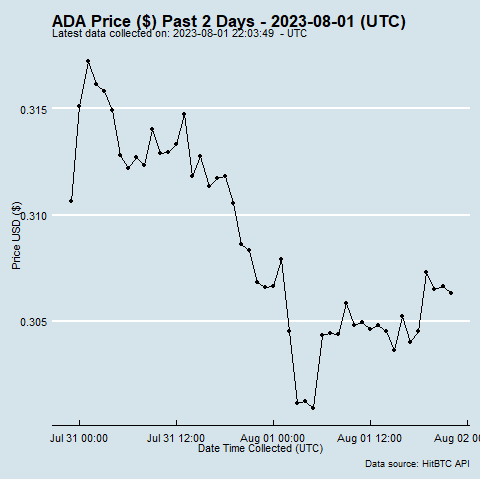 ADA Price ($) Past 2 Days - 2023-08-01 (UTC)
Latest data collected on: 2023-08-01 22:03:49  - UTC
Price USD ($)
0.315
0.310
0.305
Jul 31 00:00
Jul 31 12:00
Aug 01 00:00
Aug 01 12:00
Aug 02 00
Date Time Collected (UTC)
Data source: HitBTC API